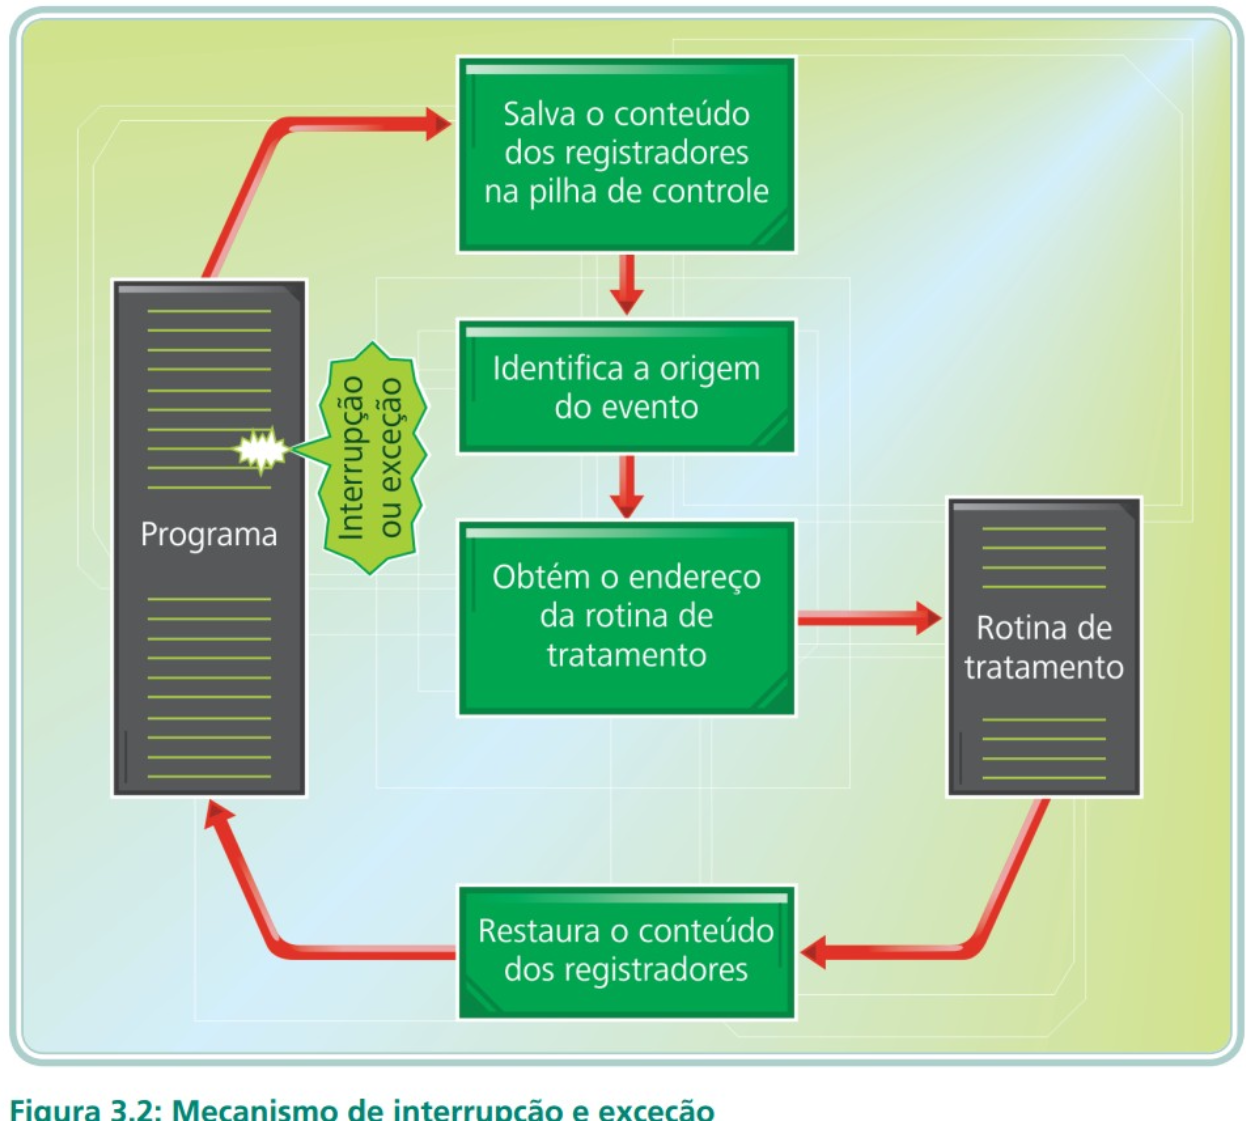 Salva o conteúdo
dos registradores
na pilha de controle
Identifica a origem
do evento
Interrupção
ou exceção
Programa
Obtém o endereço
da rotina de
tratamento
Rotina de
tratamento
Restaura o conteúdo
dos registradores
Figura 3.2: Mecanismo de interrupção e exceção